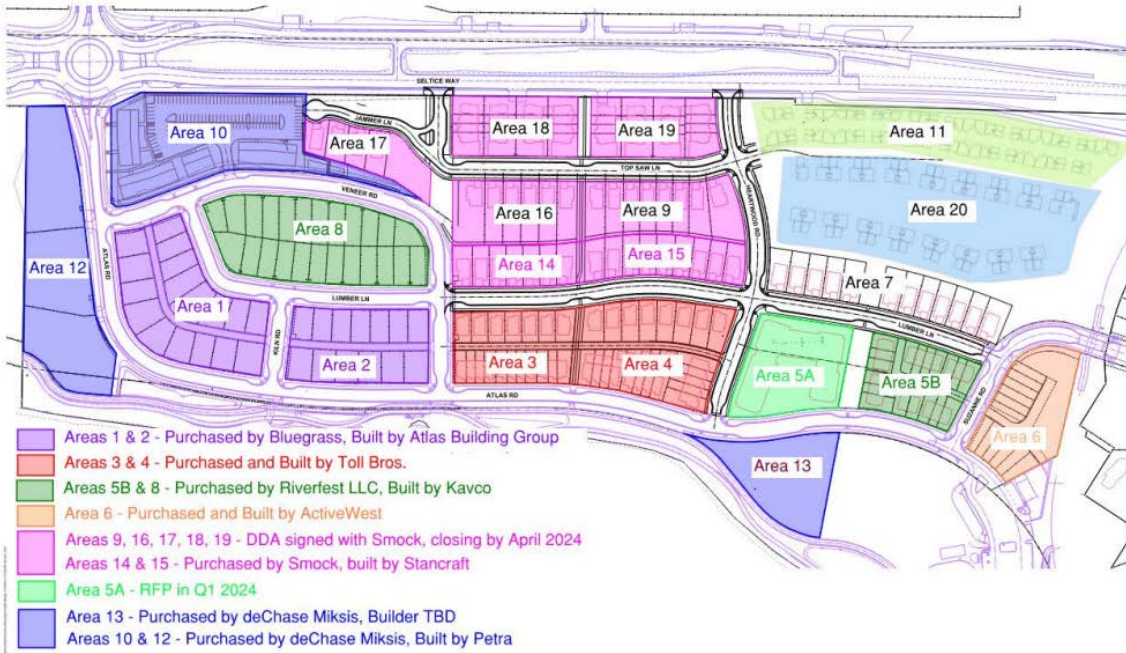 SELTICE WAY
JAMMER LN
Area 10
Area 17
Area 18
Area 19
Area 11
TOP SAW LN
VENEER RD
Area 16
Area 9
HEARTWOOD RD
Area 20
Area 8
Area 14
Area 15
Area 12
ATLAS RD
Area 1
LUMBER LN
Area 7
KILN RD
LUMBER LN
Area 2
Area 3
Area 4
Area 5A
Area 5B
SUZANNE RD
ATLAS RD
Area 6
Area 13
Areas 1 & 2 - Purchased by Bluegrass, Built by Atlas Building Group
Areas 3 & 4 - Purchased and Built by Toll Bros.
Areas 5B & 8 - Purchased by Riverfest LLC, Built by Kavco
Area 6 - Purchased and Built by ActiveWest
Areas 9, 16, 17, 18, 19 - DDA signed with Smock, closing by April 2024
Areas 14 & 15 - Purchased by Smock, built by Stancraft
Area 5A - RFP in Q1 2024
Area 13 - Purchased by deChase Miksis, Builder TBD
Areas 10 & 12 - Purchased by deChase Miksis, Built by Petra